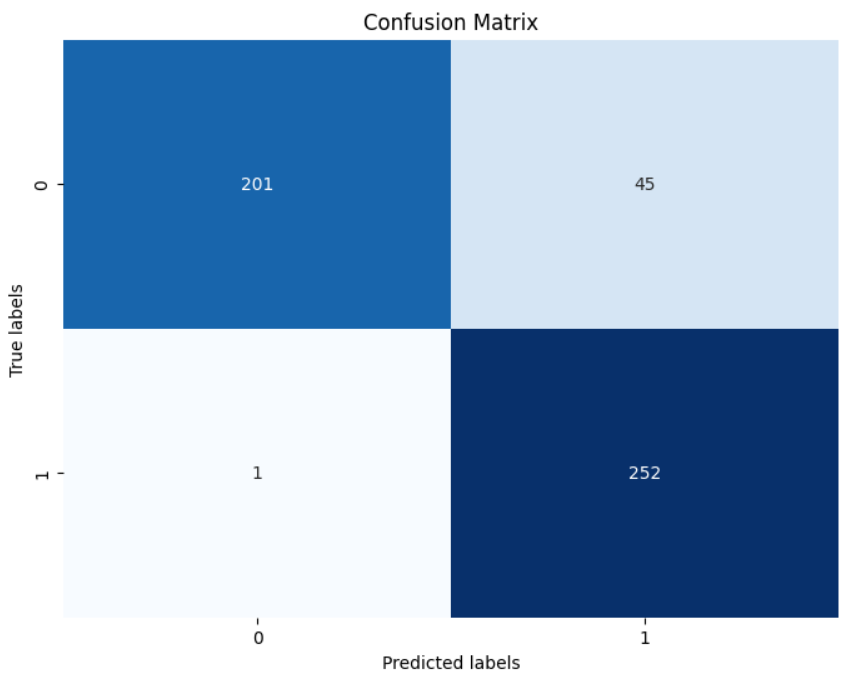 Confusion Matrix
0
201
45
True labels
1
1
252
0
1
Predicted labels